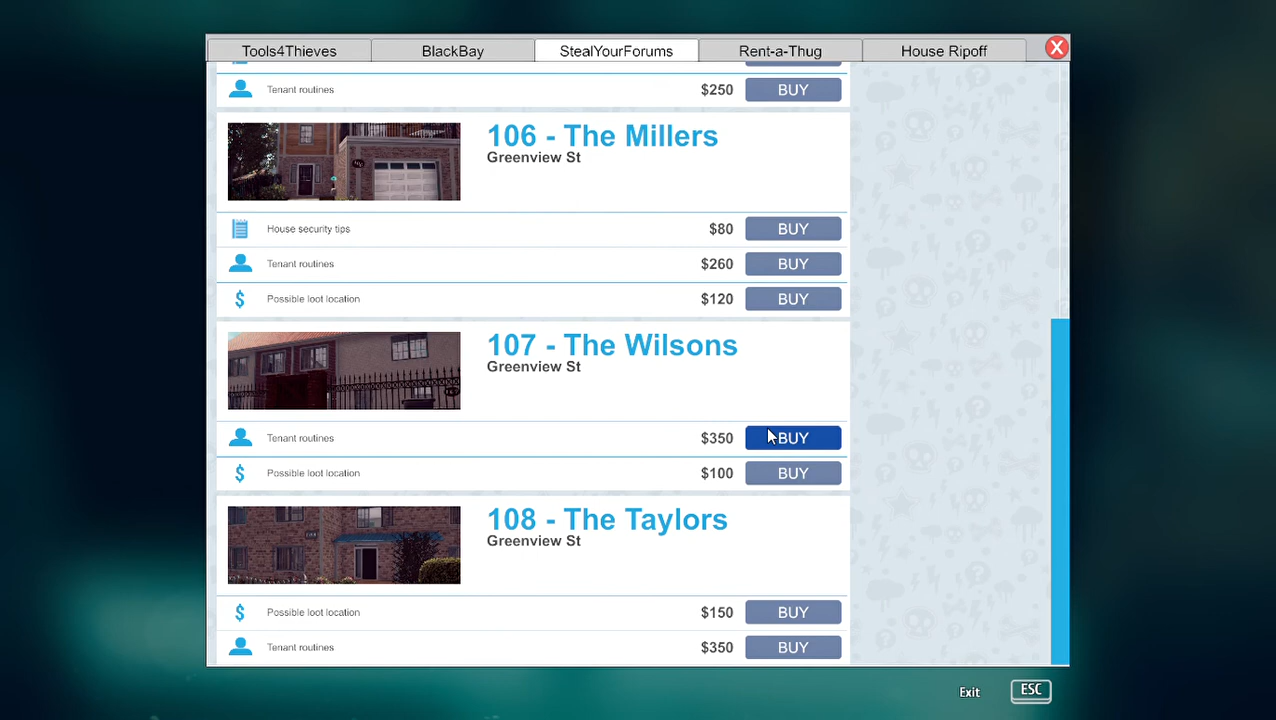 Tools4Thieves
BlackBay
StealYourForums
Rent-a-Thug
House Ripoff
X
Tenant routines $250 BUY
106 - The Millers
Greenview St
House security tips $80 BUY
Tenant routines $260 BUY
$ Possible loot location $120 BUY
107 - The Wilsons
Greenview St
Tenant routines $350 BUY
$ Possible loot location $100 BUY
108 - The Taylors
Greenview St
$ Possible loot location $150 BUY
Tenant routines $350 BUY
Exit ESC